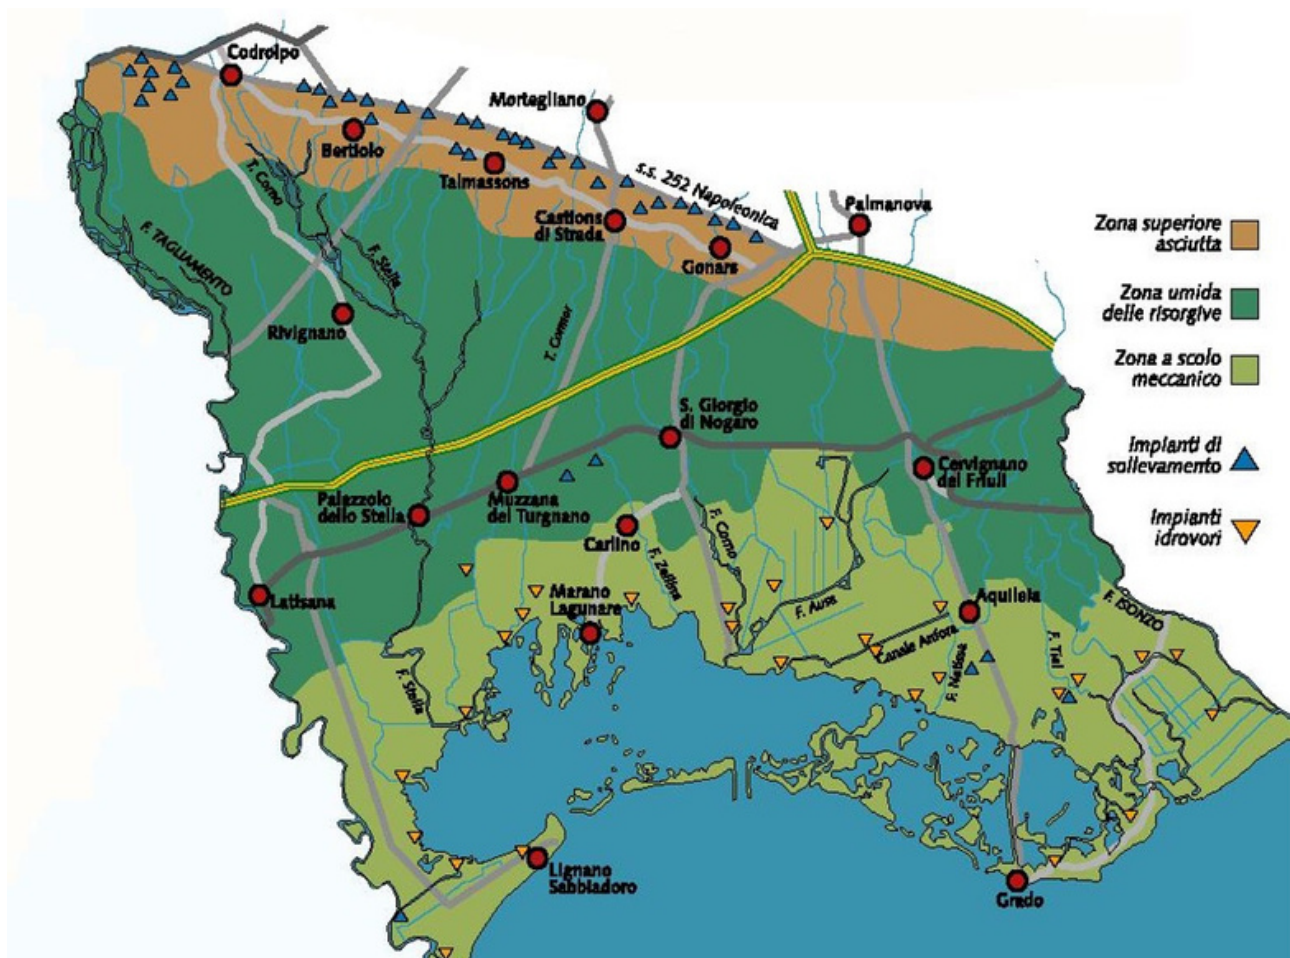 Codroipo
Mortegliano
Bertiolo
Talmassons
s.s. 252 Napoleonica
Castions
di Strada
Palmanova
Gonars
T. Corno
F. TAGLIAMENTO
F. Stella
Rivignano
T. Cormor
S. Giorgio
di Nogaro
Cervignano
del Friuli
Palazzolo
dello Stella
Muzzana
del Turgnano
Carlino
F. Corno
F. Zellina
Latisana
Marano
Lagunare
F. Ausa
Aquileia
F. ISONZO
Canale Anfora
F. Natissa
F. Tiel
F. Stella
Lignano
Sabbiadoro
Grado
Zona superiore
asciutta
Zona umida
delle risorgive
Zona a scolo
meccanico
Impianti di
sollevamento
Impianti
idrovori